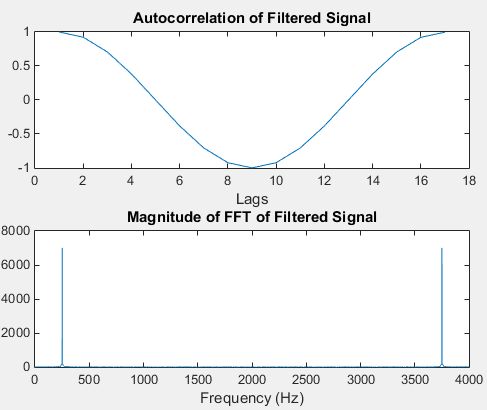 Autocorrelation of Filtered Signal
1
0.5
0
-0.5
-1
0 2 4 6 8 10 12 14 16 18
Lags
Magnitude of FFT of Filtered Signal
8000
6000
4000
2000
0
0 500 1000 1500 2000 2500 3000 3500 4000
Frequency (Hz)